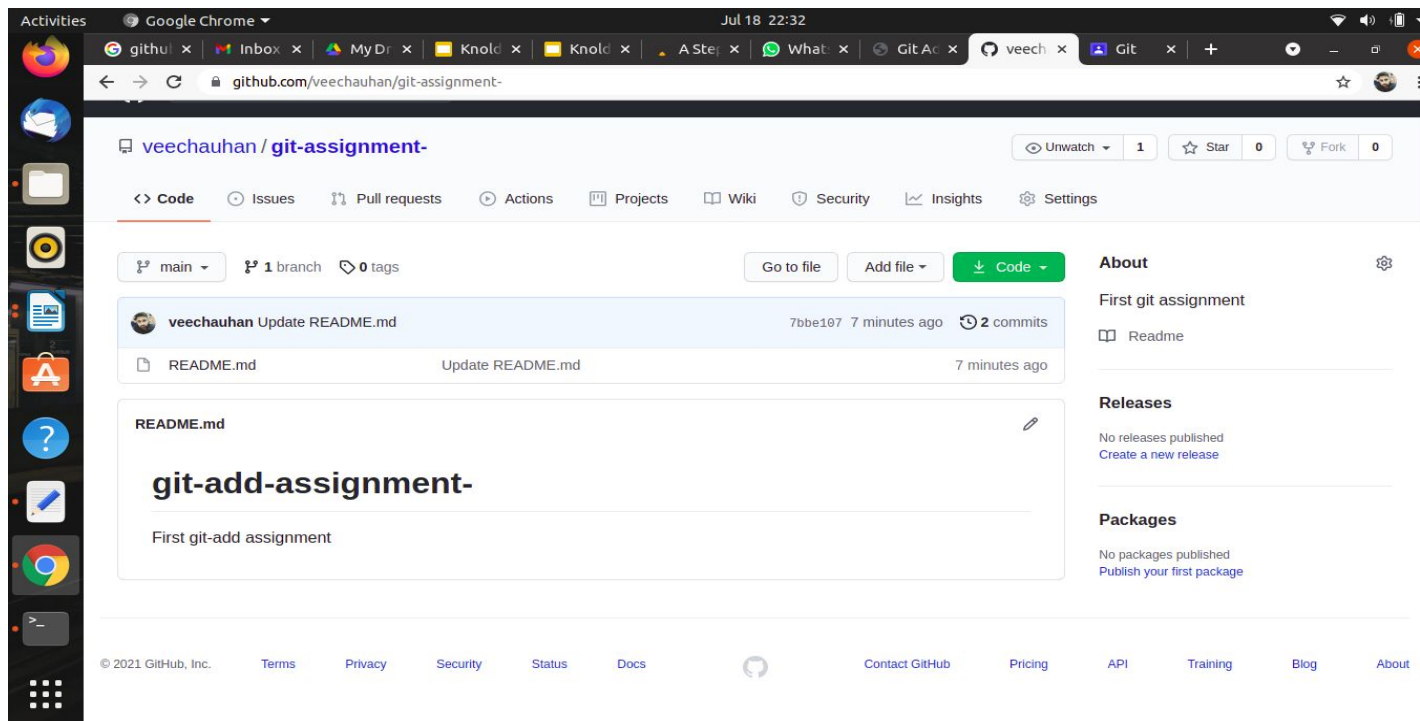 Activities Google Chrome Jul 18 22:32
githul Inbox My Dr Knold Knold A Step What: Git Ad veech Git
github.com/veechauhan/git-assignment-
veechauhan / git-assignment- Unwatch 1 Star 0 Fork 0
<> Code Issues Pull requests Actions Projects Wiki Security Insights Settings
main 1 branch 0 tags Go to file Add file Code About
First git assignment
veechauhan Update README.md 7bbe107 7 minutes ago 2 commits
Readme
README.md Update README.md 7 minutes ago
Releases
README.md
No releases published
Create a new release
git-add-assignment-
Packages
First git-add assignment
No packages published
Publish your first package
© 2021 GitHub, Inc. Terms Privacy Security Status Docs Contact GitHub Pricing API Training Blog About